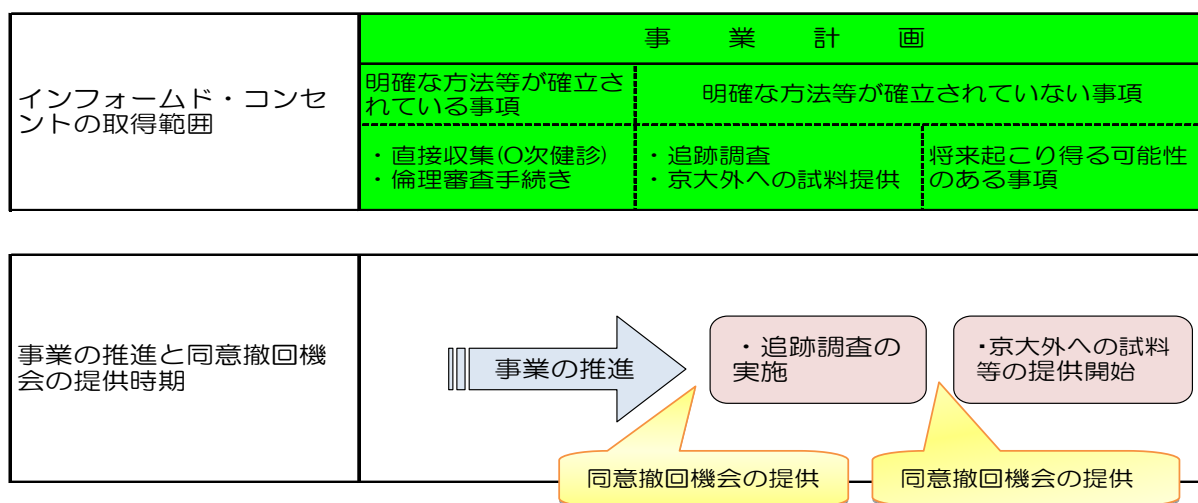 インフォームド・コンセ
ントの取得範囲
事　業　計　画
明確な方法等が確立さ
れている事項
明確な方法等が確立されていない事項
・直接収集(0次健診)
・倫理審査手続き
・追跡調査
・京大外への試料提供
将来起こり得る可能性
のある事項
事業の推進と同意撤回機
会の提供時期
事業の推進
・追跡調査の
実施
・京大外への試料
等の提供開始
同意撤回機会の提供
同意撤回機会の提供